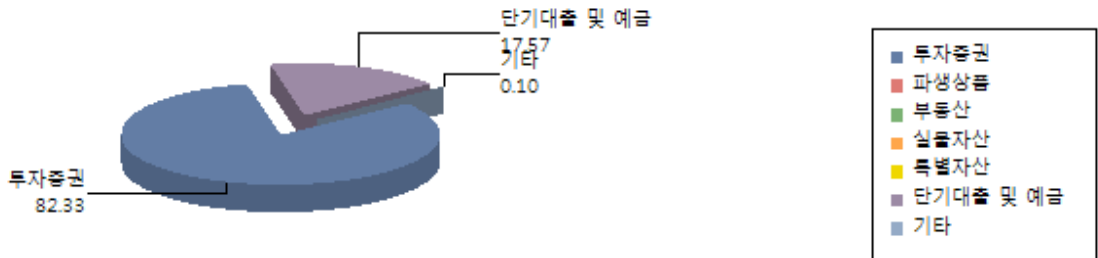 단기대출 및 예금
17.57
기타
0.10
투자증권
82.33
투자증권
파생상품
부동산
실물자산
특별자산
단기대출 및 예금
기타